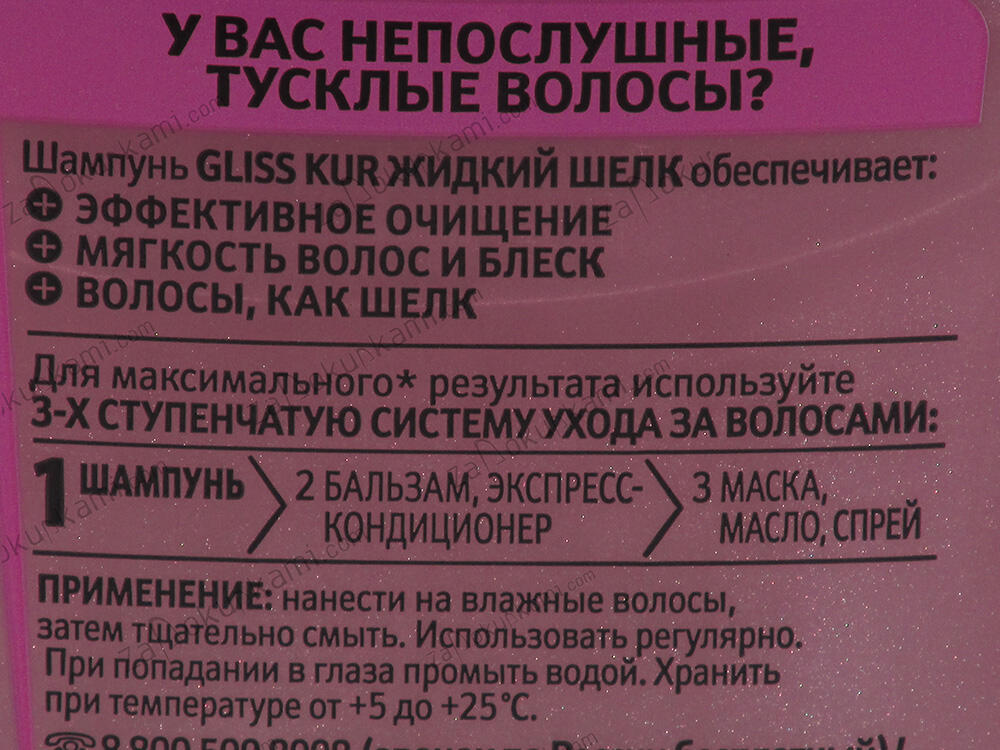 У ВАС НЕПОСЛУШНЫЕ,
ТУСКЛЫЕ ВОЛОСЫ?
Шампунь GLISS KUR ЖИДКИЙ ШЕЛК обеспечивает:
ЭФФЕКТИВНОЕ ОЧИЩЕНИЕ
МЯГКОСТЬ ВОЛОС И БЛЕСК
ВОЛОСЫ, КАК ШЕЛК
Для максимального* результата используйте
3-Х СТУПЕНЧАТУЮ СИСТЕМУ УХОДА ЗА ВОЛОСАМИ:
1 ШАМПУНЬ
2 БАЛЬЗАМ, ЭКСПРЕСС-
КОНДИЦИОНЕР
3 МАСКА,
МАСЛО, СПРЕЙ
ПРИМЕНЕНИЕ: нанести на влажные волосы,
затем тщательно смыть. Использовать регулярно.
При попадании в глаза промыть водой. Хранить
при температуре от +5 до +25°С.